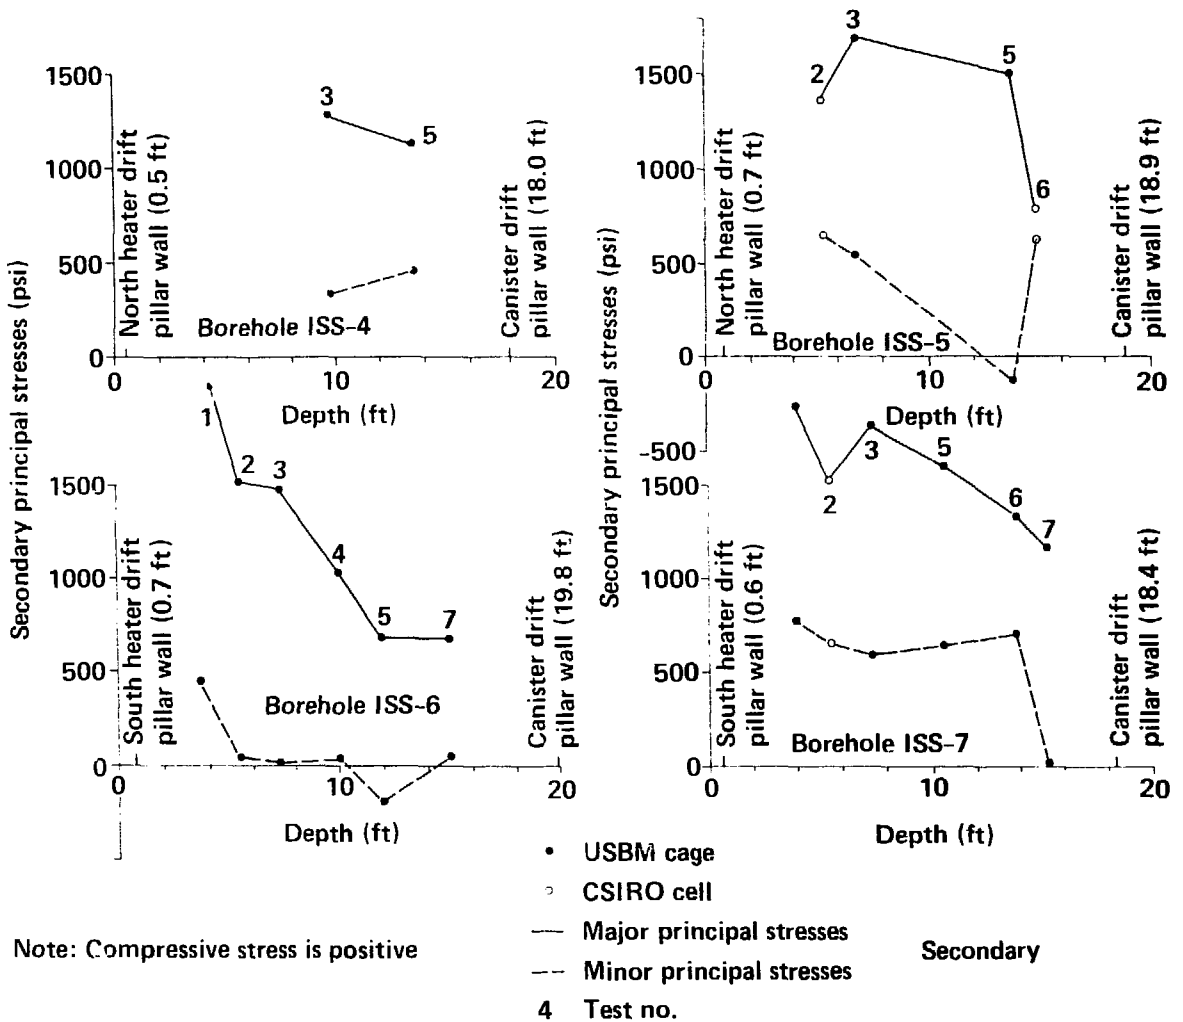 Secondary principal stresses (psi)
1500
1000
500
0
North heater drift
pillar wall (0.5 ft)
3
5
Canister drift
pillar wall (18.0 ft)
Borehole ISS-4
0
10
20
Depth (ft)
Secondary principal stresses (psi)
1500
1000
500
0
-500
North heater drift
pillar wall (0.7 ft)
2
3
5
6
Canister drift
pillar wall (18.9 ft)
Borehole ISS-5
0
10
20
Depth (ft)
1500
1000
500
0
South heater drift
pillar wall (0.7 ft)
1
2
3
4
5
7
Canister drift
pillar wall (19.8 ft)
Borehole ISS-6
0
10
20
Depth (ft)
1500
1000
500
0
South heater drift
pillar wall (0.6 ft)
2
3
5
6
7
Canister drift
pillar wall (18.4 ft)
Borehole ISS-7
0
10
20
Depth (ft)
USBM cage
CSIRO cell
Major principal stresses
Minor principal stresses
4 Test no.
Note: Compressive stress is positive
Secondary